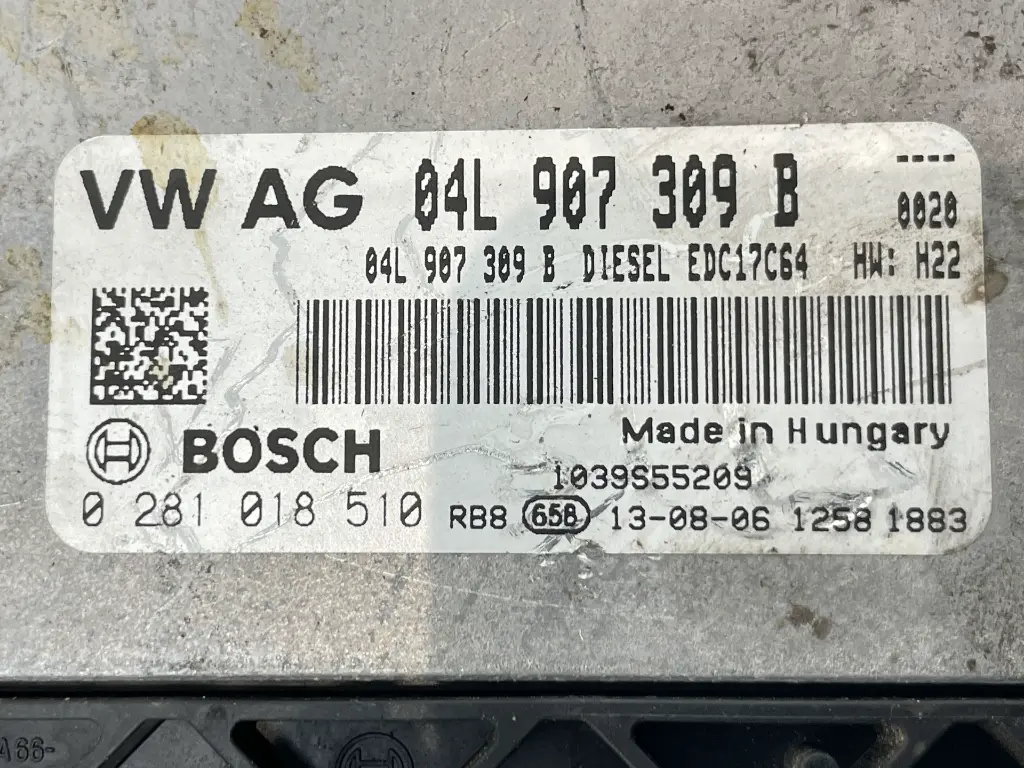 VW AG 04L 907 309 B ----
0020
04L 907 309 B DIESEL EDC17C64 HW: H22
Made in Hungary
BOSCH
1039S55209
0 281 018 510 RB8 658 13-08-06 1258 1883
A66-